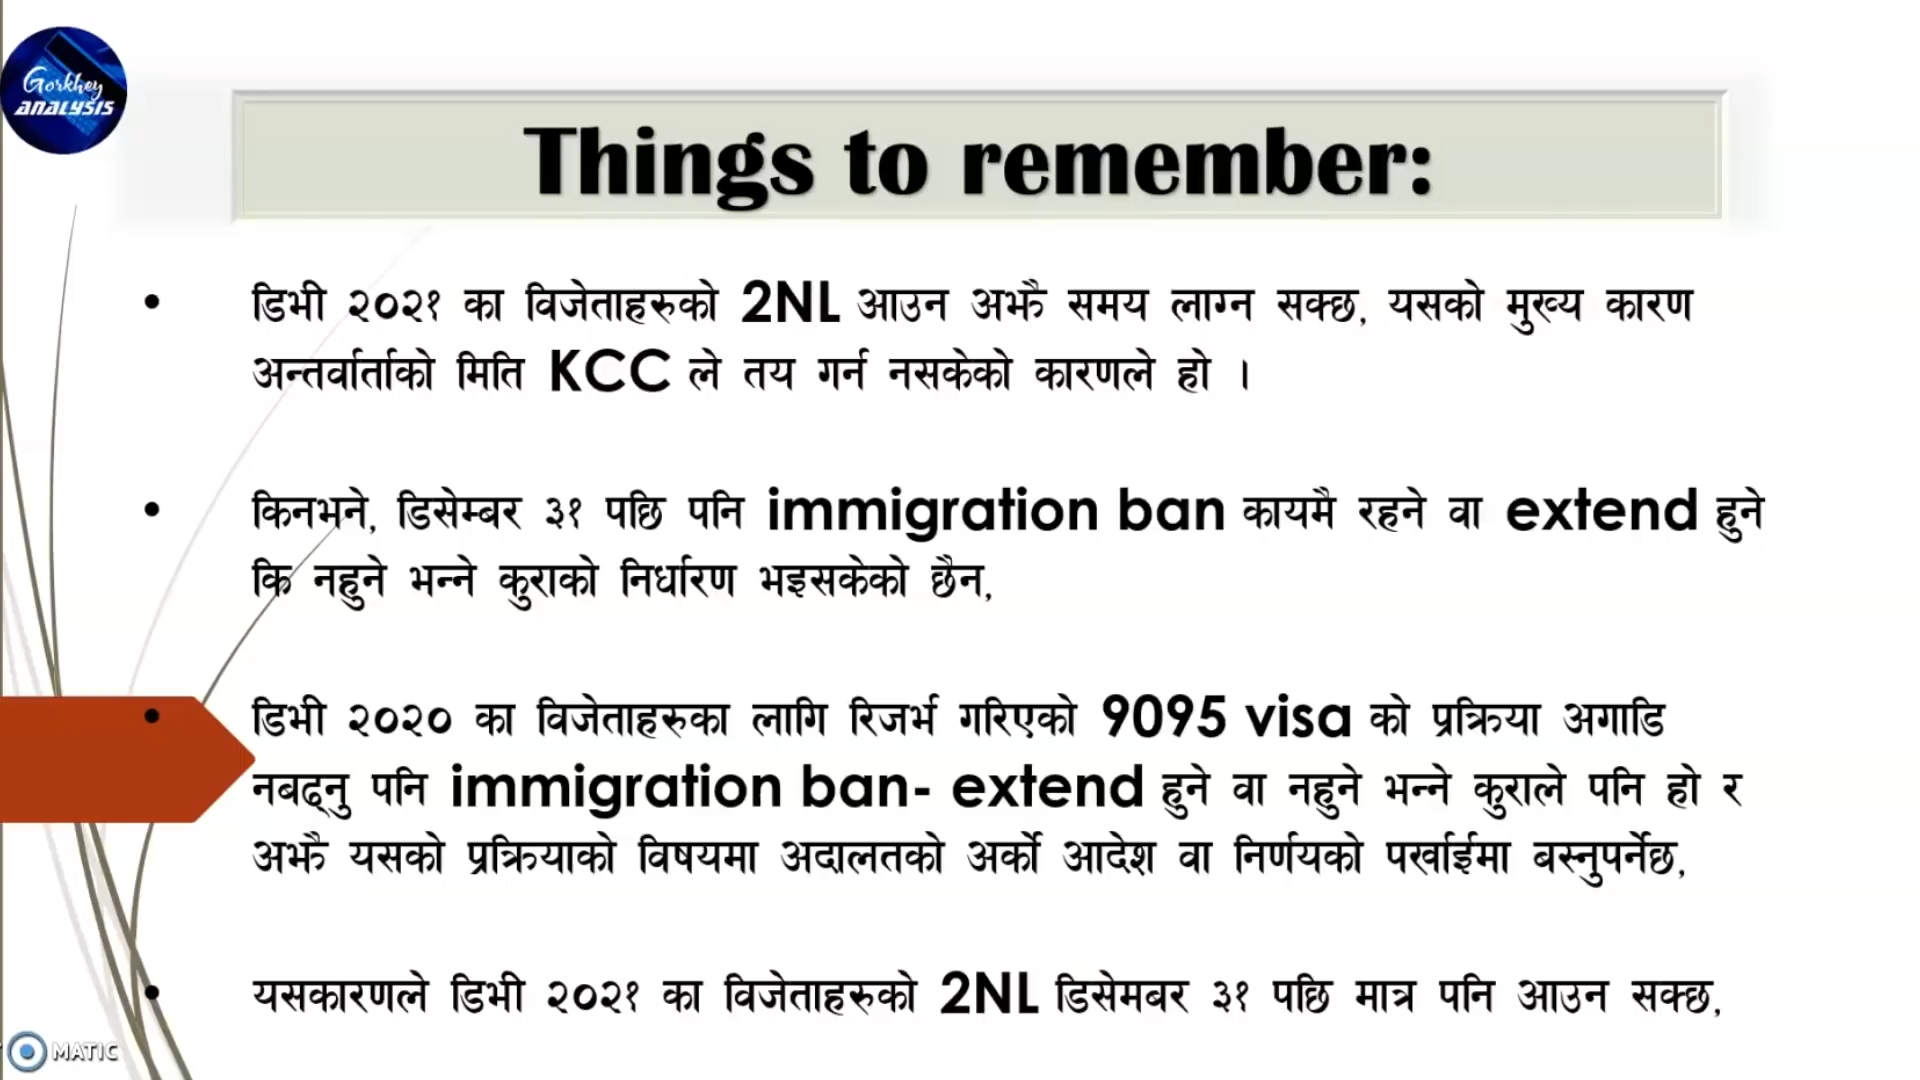 Gorkhey
ANALYSIS
Things to remember:
• डिभी २०२१ का विजेताहरुको 2NL आउन अझै समय लाग्न सक्छ, यसको मुख्य कारण
अन्तर्वार्ताको मिति KCC ले तय गर्न नसकेको कारणले हो ।
• किनभने, डिसेम्बर ३१ पछि पनि immigration ban कायमै रहने वा extend हुने
कि नहुने भन्ने कुराको निर्धारण भइसकेको छैन,
• डिभी २०२० का विजेताहरुका लागि रिजर्भ गरिएको 9095 visa को प्रक्रिया अगाडि
नबढ्नु पनि immigration ban- extend हुने वा नहुने भन्ने कुराले पनि हो र
अझै यसको प्रक्रियाको विषयमा अदालतको अर्को आदेश वा निर्णयको पर्खाईमा बस्नुपर्नेछ,
• यसकारणले डिभी २०२१ का विजेताहरुको 2NL डिसेमबर ३१ पछि मात्र पनि आउन सक्छ,
MATIC